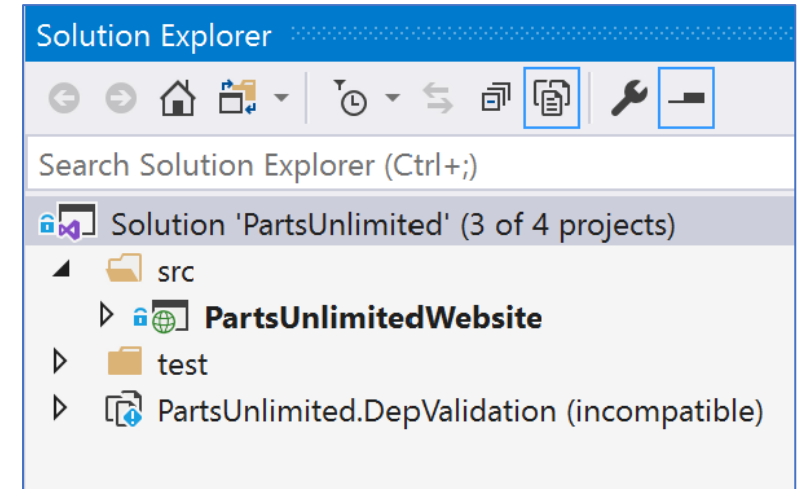 Solution Explorer
Search Solution Explorer (Ctrl+;)
Solution 'PartsUnlimited' (3 of 4 projects)
src
PartsUnlimitedWebsite
test
PartsUnlimited.DepValidation (incompatible)